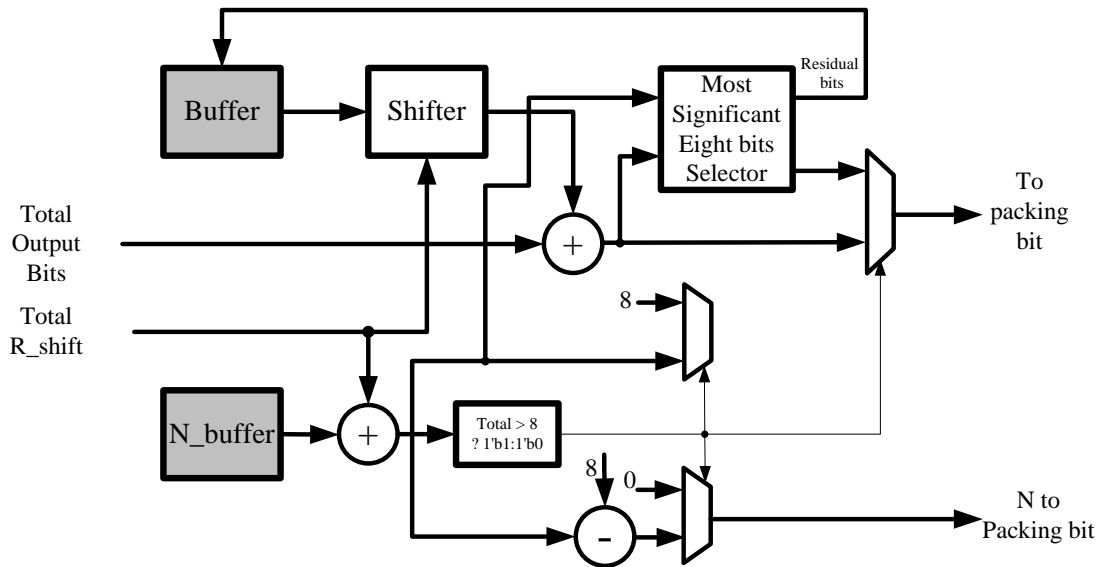 Residual
bits
Buffer
Shifter
Most
Significant
Eight bits
Selector
To
packing
bit
Total
Output
Bits
+
8
Total
R_shift
N_buffer
+
Total > 8
? 1'b1:1'b0
8
0
-
N to
Packing bit